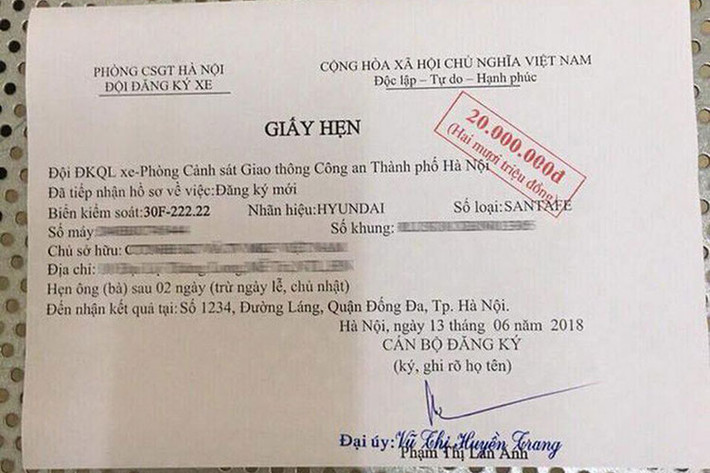 PHÒNG CSGT HÀ NỘI
ĐỘI ĐĂNG KÝ XE
CỘNG HÒA XÃ HỘI CHỦ NGHĨA VIỆT NAM
Độc lập – Tự do – Hạnh phúc
GIẤY HẸN
20.000.000đ
(Hai mươi triệu đồng)
Đội ĐKQL xe-Phòng Cảnh sát Giao thông Công an Thành phố Hà Nội
Đã tiếp nhận hồ sơ về việc:Đăng ký mới
Biển kiểm soát:30F-222.22 Nhãn hiệu:HYUNDAI Số loại:SANTAFE
Số máy: Số khung:
Chủ sở hữu:
Địa chỉ:
Hẹn ông (bà) sau 02 ngày (trừ ngày lễ, chủ nhật)
Đến nhận kết quả tại: Số 1234, Đường Láng, Quận Đống Đa, Tp. Hà Nội.
Hà Nội, ngày 13 tháng 06 năm 2018
CÁN BỘ ĐĂNG KÝ
(ký, ghi rõ họ tên)
Đại úy: Vũ Thị Huyền Trang
Phạm Thị Lan Anh